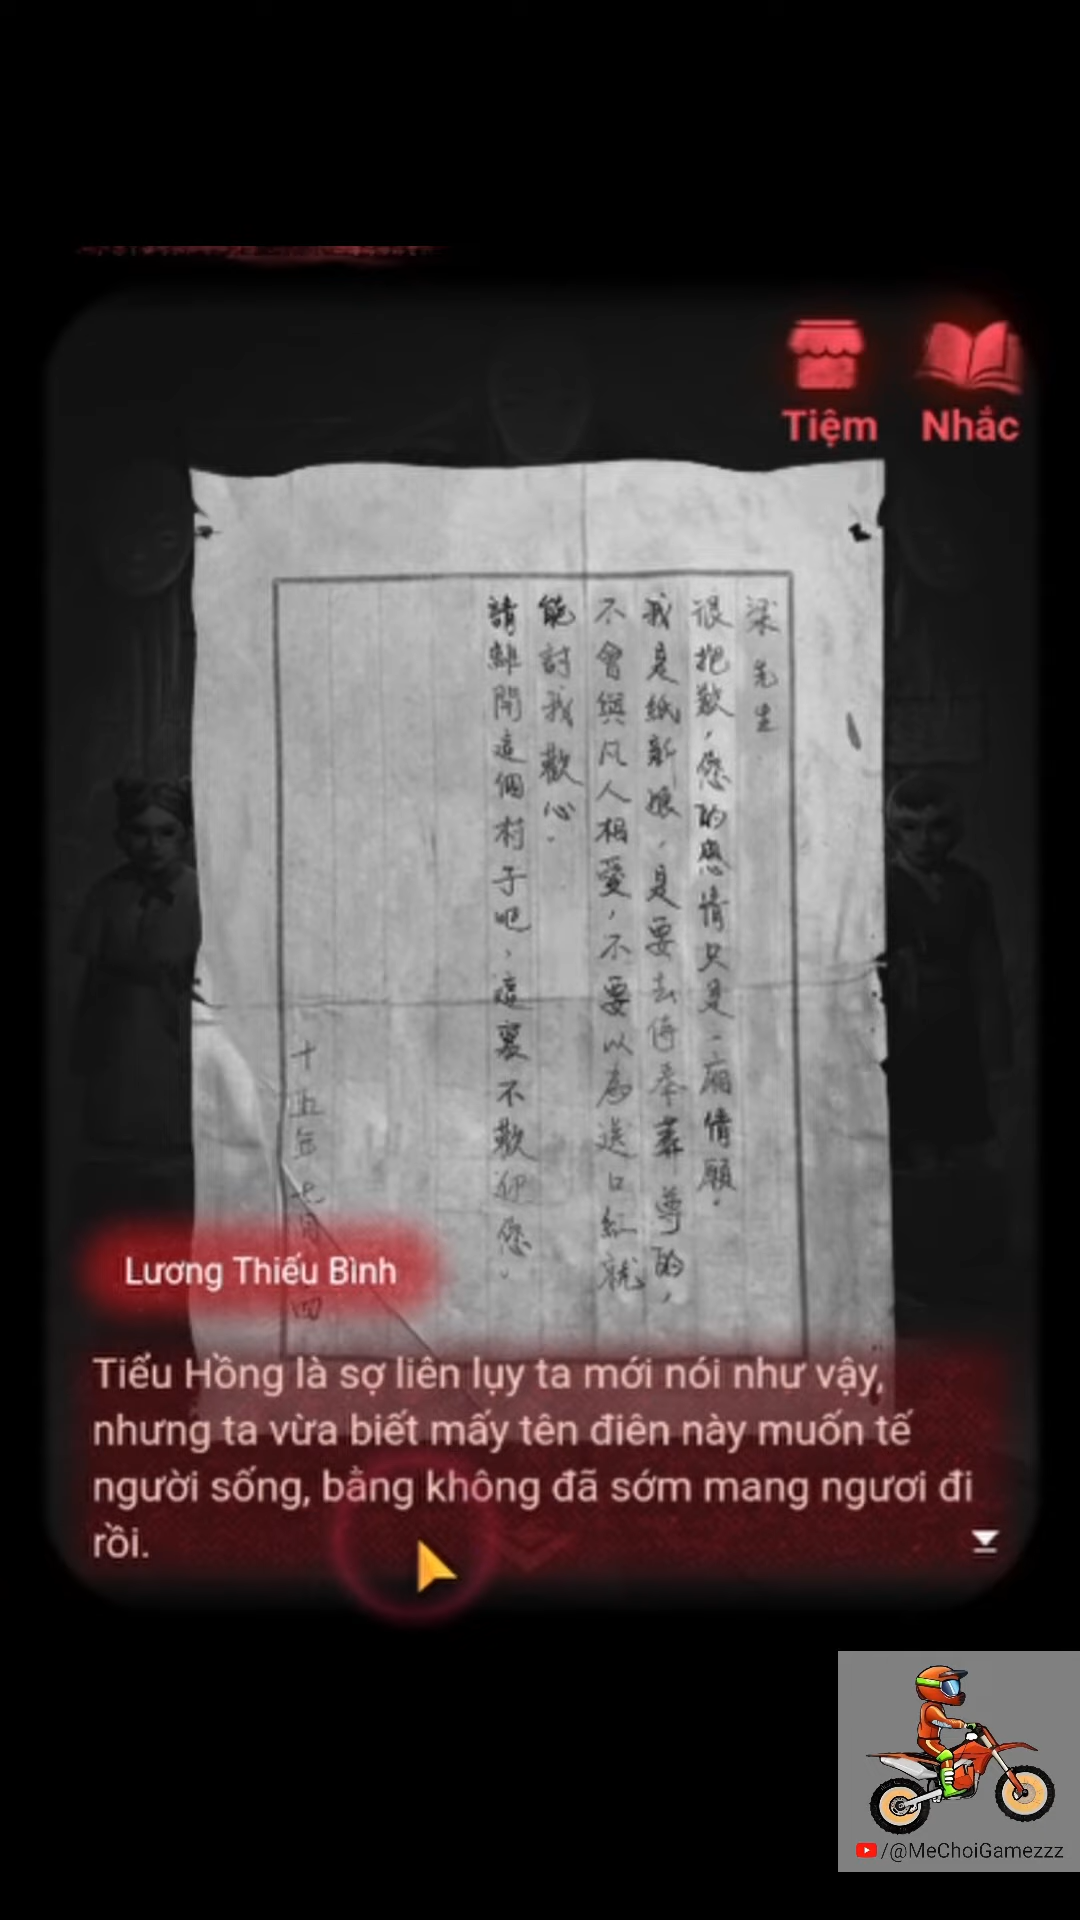 Tiệm
Nhắc
梁先生
很抱歉，您的戀情只是一廂情願。
我是紙新娘，是要去侍奉葬尊的，
不會與凡人相愛，不要以為送口紅就
能討我歡心。
請離開這個村子吧，這裏不歡迎您。
十五年七月
四
Lương Thiếu Bình
Tiểu Hồng là sợ liên lụy ta mới nói như vậy,
nhưng ta vừa biết mấy tên điên này muốn tế
người sống, bằng không đã sớm mang ngươi đi
rồi.
/@MeChoiGamezzz